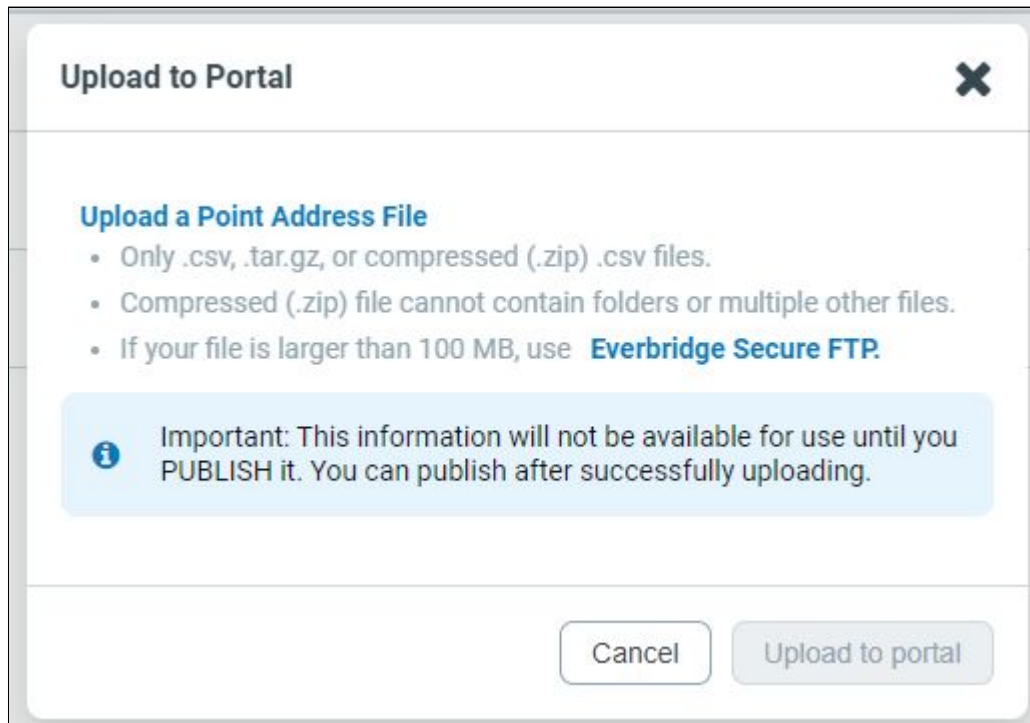 Upload to Portal
Upload a Point Address File
• Only .csv, .tar.gz, or compressed (.zip) .csv files.
• Compressed (.zip) file cannot contain folders or multiple other files.
• If your file is larger than 100 MB, use Everbridge Secure FTP.
Important: This information will not be available for use until you
PUBLISH it. You can publish after successfully uploading.
Cancel Upload to portal